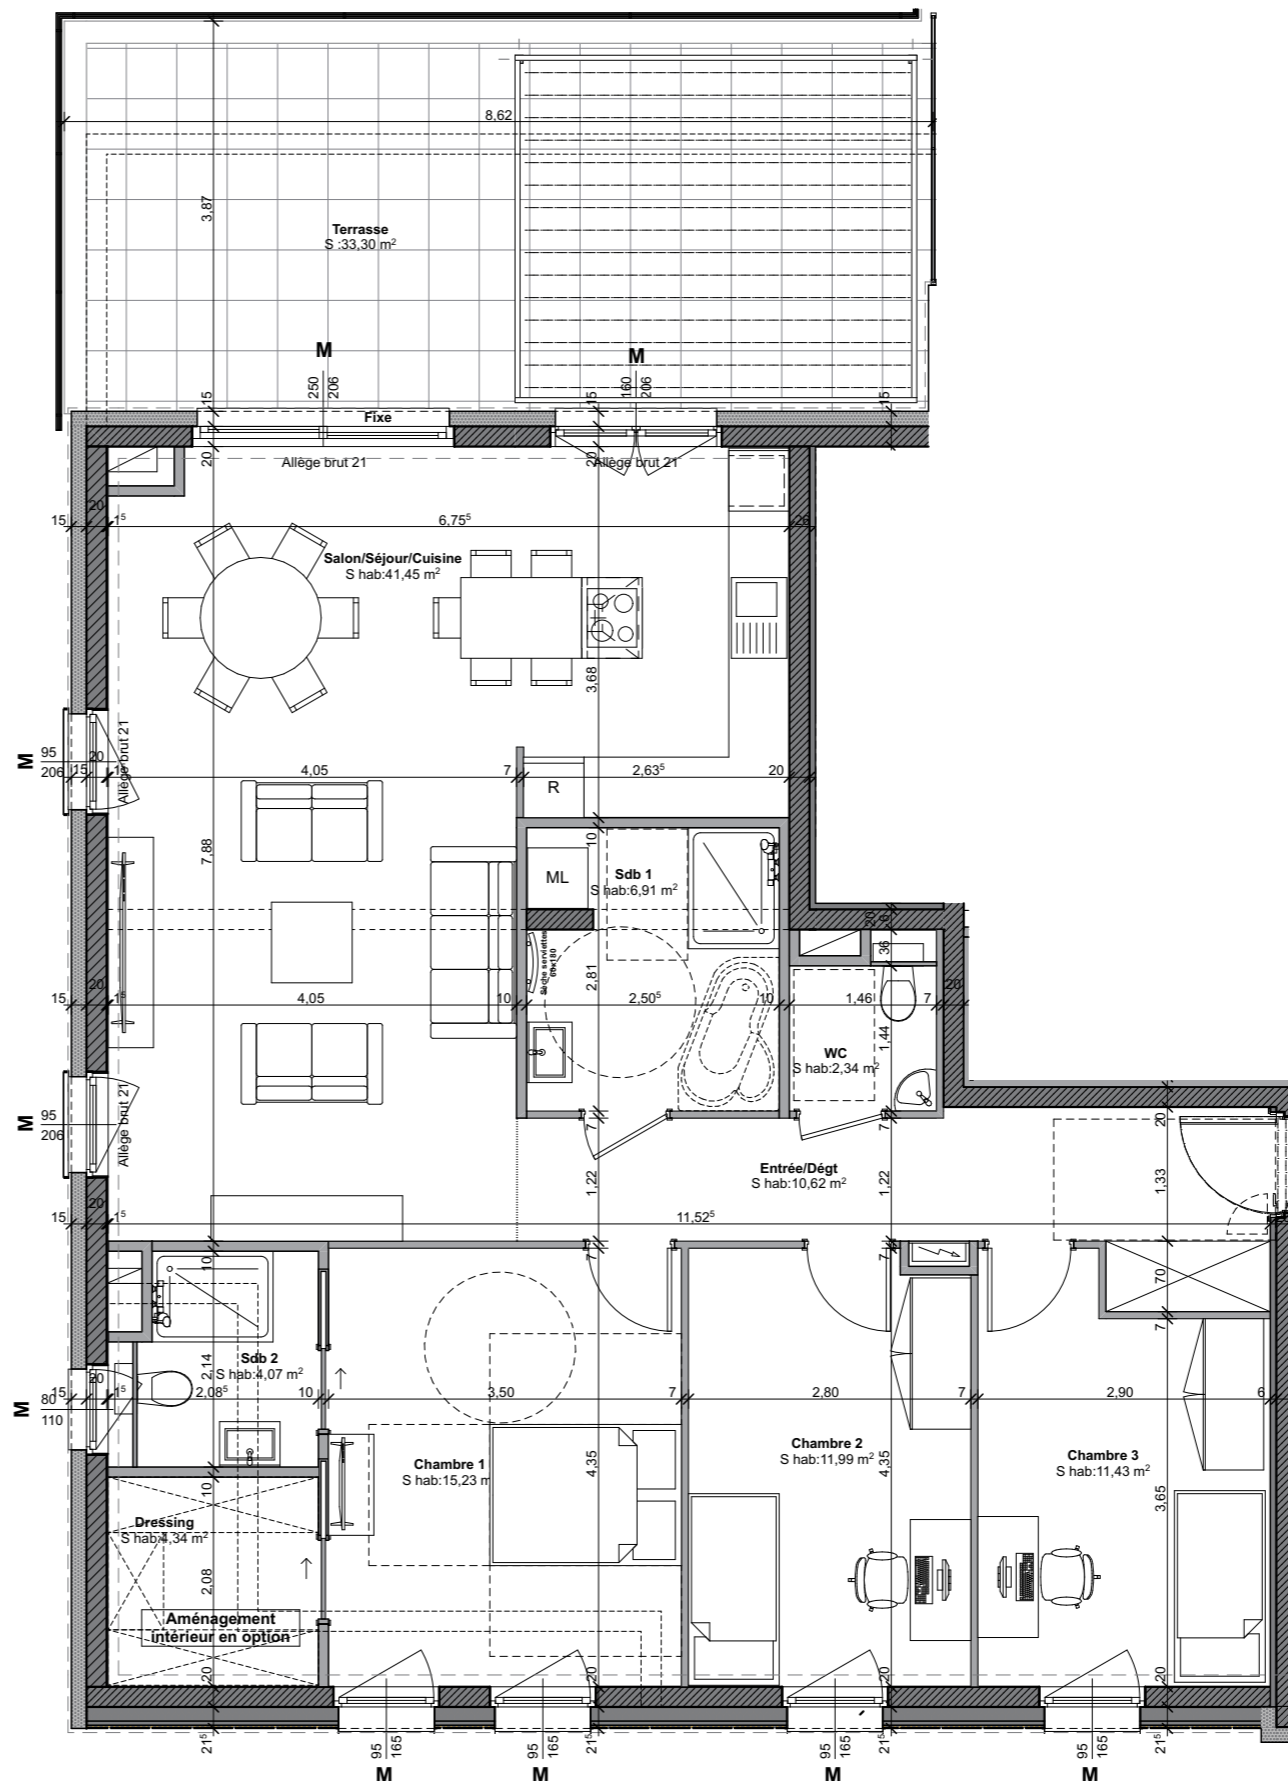 8,62
3,87
Terrasse
S :33,30 m²
M
M
250
206
160
206
15
15
15
Fixe
20
20
Allège brut 21
Allège brut 21
20
15
1⁵
6,75⁵
Salon/Séjour/Cuisine
S hab:41,45 m²
3,68
M
95
206
15
20
1⁵
Allège brut 21
4,05
7
2,63⁵
20
R
7,88
10
ML
Sdb 1
S hab:6,91 m²
Sèche serviettes
60x180
20
6
36
2,81
15
20
1⁵
4,05
10
2,50⁵
10
1,46
7
20
1,44
WC
S hab:2,34 m²
M
95
206
Allège brut 21
7
7
20
Entrée/Dégt
S hab:10,62 m²
1,22
1,22
1,33
15
20
1⁵
11,52⁵
10
7
7
70
7
Sdb 2
S hab:4,07 m²
2,14
M
80
110
15
20
1⁵
2,08⁵
10
3,50
7
2,80
7
2,90
6
Chambre 1
S hab:15,23 m
4,35
Chambre 2
S hab:11,99 m²
4,35
Chambre 3
S hab:11,43 m²
3,65
10
Dressing
S hab:4,34 m²
2,08
Aménagement
intérieur en option
20
20
20
20
21⁵
21⁵
21⁵
21⁵
95
165
95
165
95
165
95
165
M
M
M
M